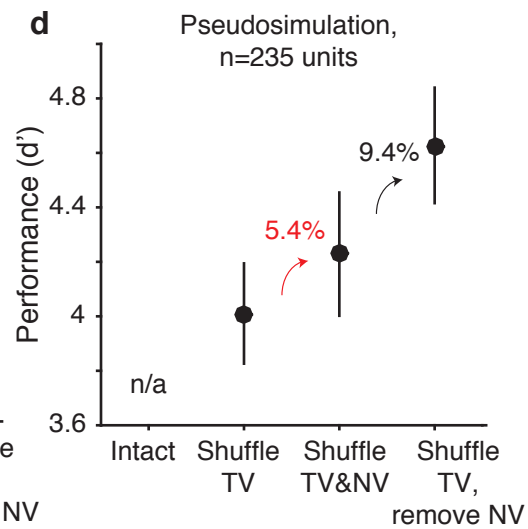 d
Pseudosimulation,
n=235 units
Performance (d')
4.8
4.4
4
3.6
9.4%
5.4%
n/a
Intact
Shuffle
TV
Shuffle
TV&NV
Shuffle
TV,
remove NV
e
NV